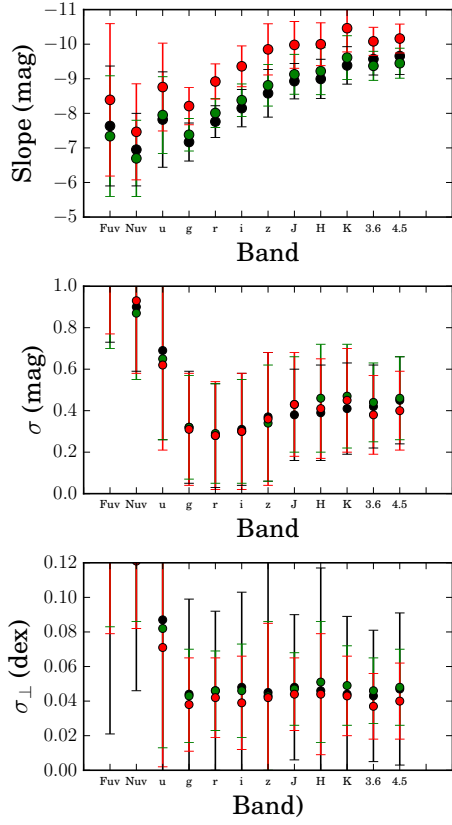 −11
−10
−9
−8
−7
−6
−5
Slope (mag)
Fuv Nuv u g r i z J H K 3.6 4.5
Band
1.0
0.8
0.6
0.4
0.2
0.0
σ (mag)
Fuv Nuv u g r i z J H K 3.6 4.5
Band
0.12
0.10
0.08
0.06
0.04
0.02
0.00
σ⊥ (dex)
Fuv Nuv u g r i z J H K 3.6 4.5
Band)